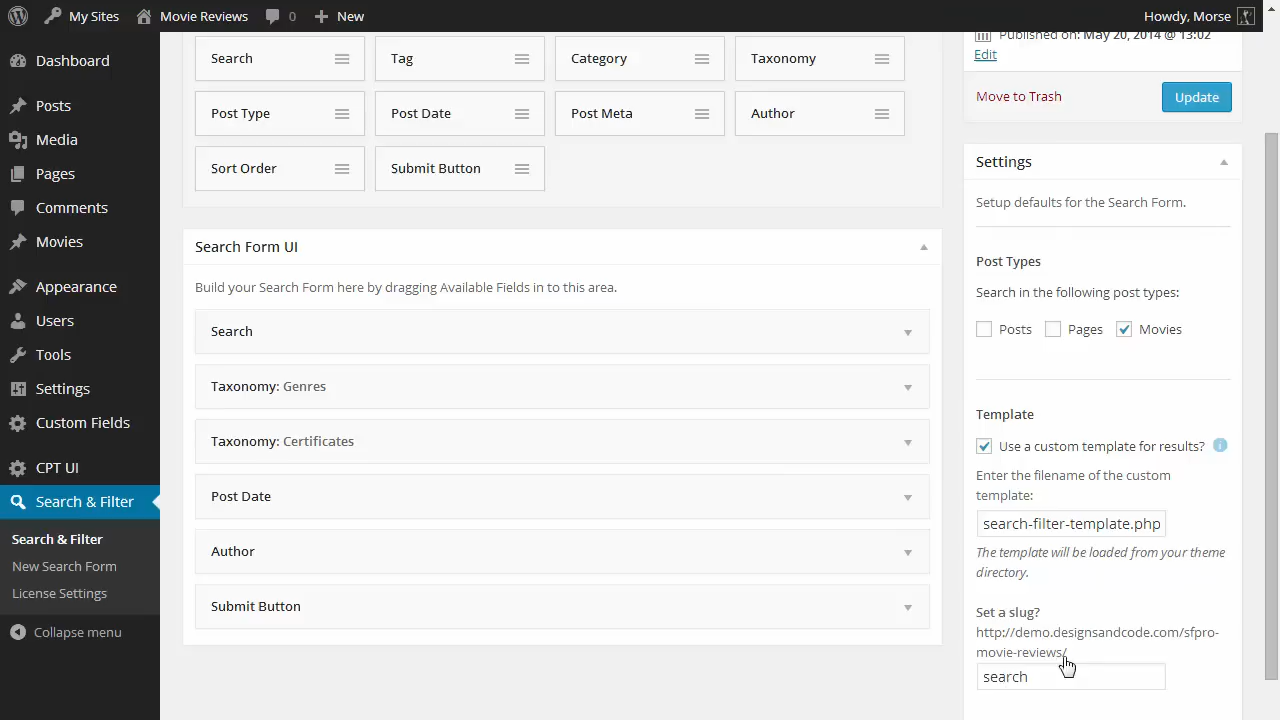 My Sites Movie Reviews 0 New Howdy, Morse
Dashboard
Posts
Media
Pages
Comments
Movies
Appearance
Users
Tools
Settings
Custom Fields
CPT UI
Search & Filter
Search & Filter
New Search Form
License Settings
Collapse menu
Search Tag Category Taxonomy
Post Type Post Date Post Meta Author
Sort Order Submit Button
Search Form UI
Build your Search Form here by dragging Available Fields in to this area.
Search
Taxonomy: Genres
Taxonomy: Certificates
Post Date
Author
Submit Button
Published on: May 20, 2014 @ 13:02
Edit
Move to Trash Update
Settings
Setup defaults for the Search Form.
Post Types
Search in the following post types:
Posts Pages Movies
Template
Use a custom template for results?
Enter the filename of the custom
template:
search-filter-template.php
The template will be loaded from your theme
directory.
Set a slug?
http://demo.designsandcode.com/sfpro-
movie-reviews/
search